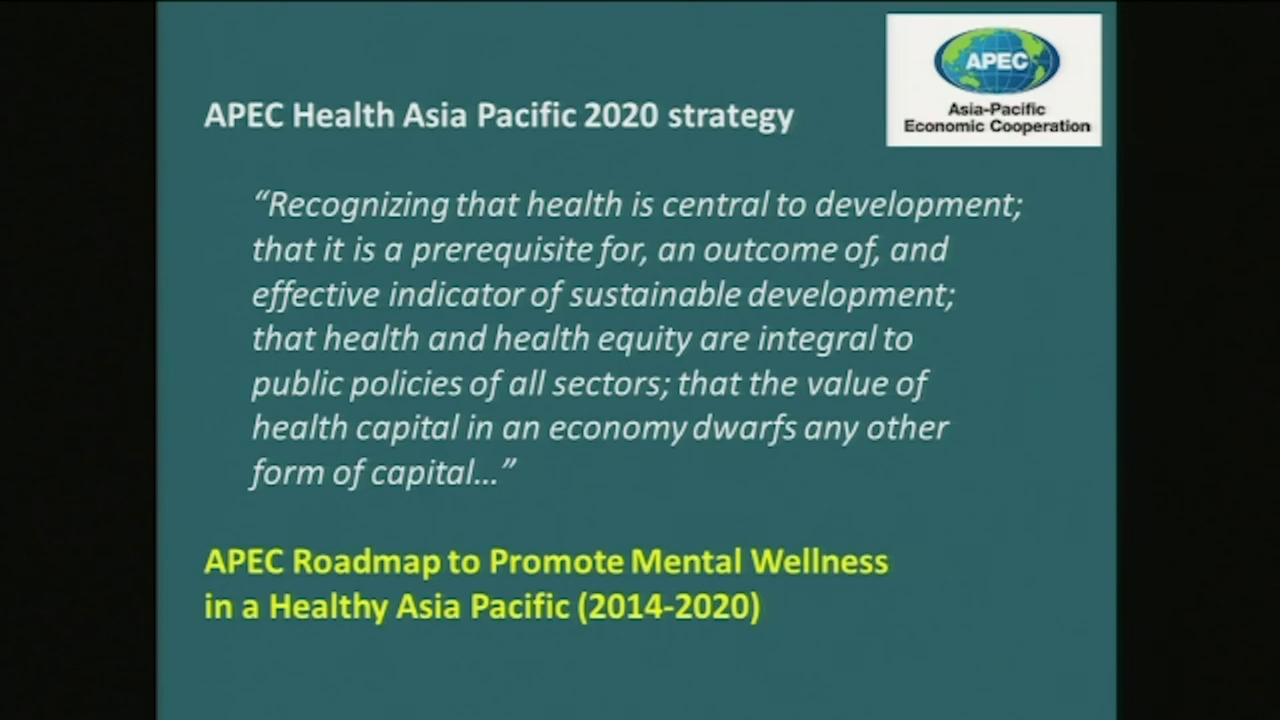 APEC
Asia-Pacific
Economic Cooperation
APEC Health Asia Pacific 2020 strategy
“Recognizing that health is central to development;
that it is a prerequisite for, an outcome of, and
effective indicator of sustainable development;
that health and health equity are integral to
public policies of all sectors; that the value of
health capital in an economy dwarfs any other
form of capital…”
APEC Roadmap to Promote Mental Wellness
in a Healthy Asia Pacific (2014-2020)